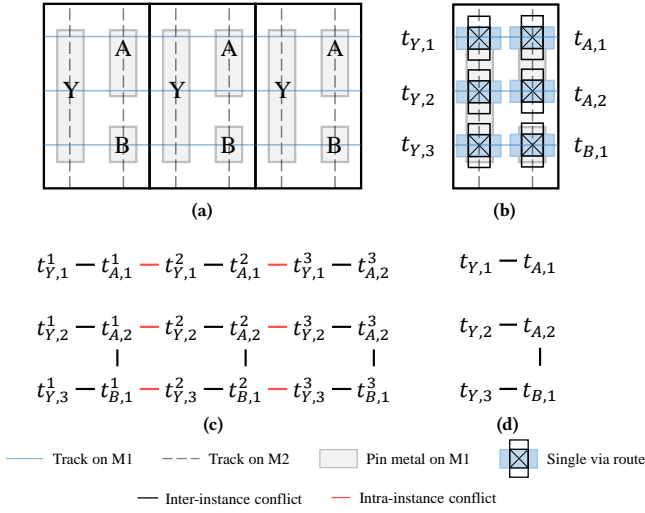 A A A
Y Y Y
B B B
(a)
t_{Y,1} t_{A,1}
t_{Y,2} t_{A,2}
t_{Y,3} t_{B,1}
(b)
t^1_{Y,1} — t^1_{A,1} — t^2_{Y,1} — t^2_{A,1} — t^3_{Y,1} — t^3_{A,2}
t^1_{Y,2} — t^1_{A,2} — t^2_{Y,2} — t^2_{A,2} — t^3_{Y,2} — t^3_{A,2}
t^1_{Y,3} — t^1_{B,1} — t^2_{Y,3} — t^2_{B,1} — t^3_{Y,3} — t^3_{B,1}
(c)
t_{Y,1} — t_{A,1}
t_{Y,2} — t_{A,2}
t_{Y,3} — t_{B,1}
(d)
Track on M1 Track on M2 Pin metal on M1 Single via route
Inter-instance conflict Intra-instance conflict